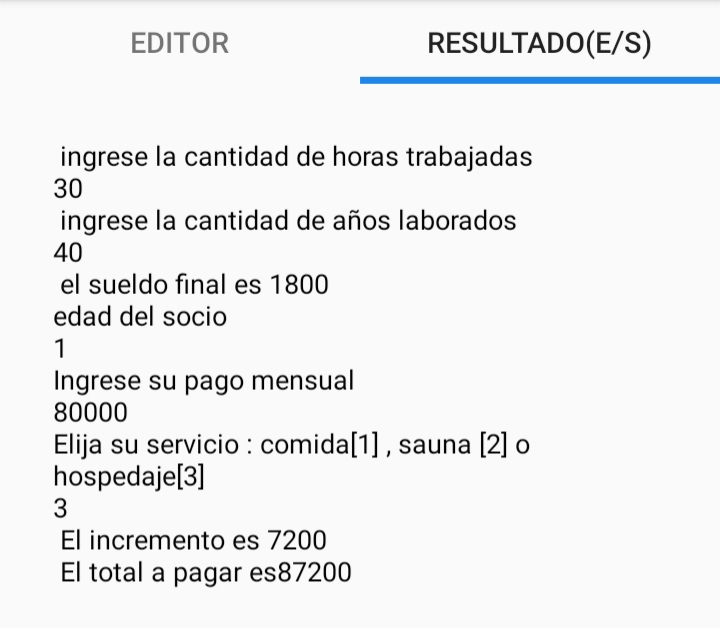 EDITOR
RESULTADO(E/S)
ingrese la cantidad de horas trabajadas
30
ingrese la cantidad de años laborados
40
el sueldo final es 1800
edad del socio
1
Ingrese su pago mensual
80000
Elija su servicio : comida[1] , sauna [2] o
hospedaje[3]
3
El incremento es 7200
El total a pagar es87200